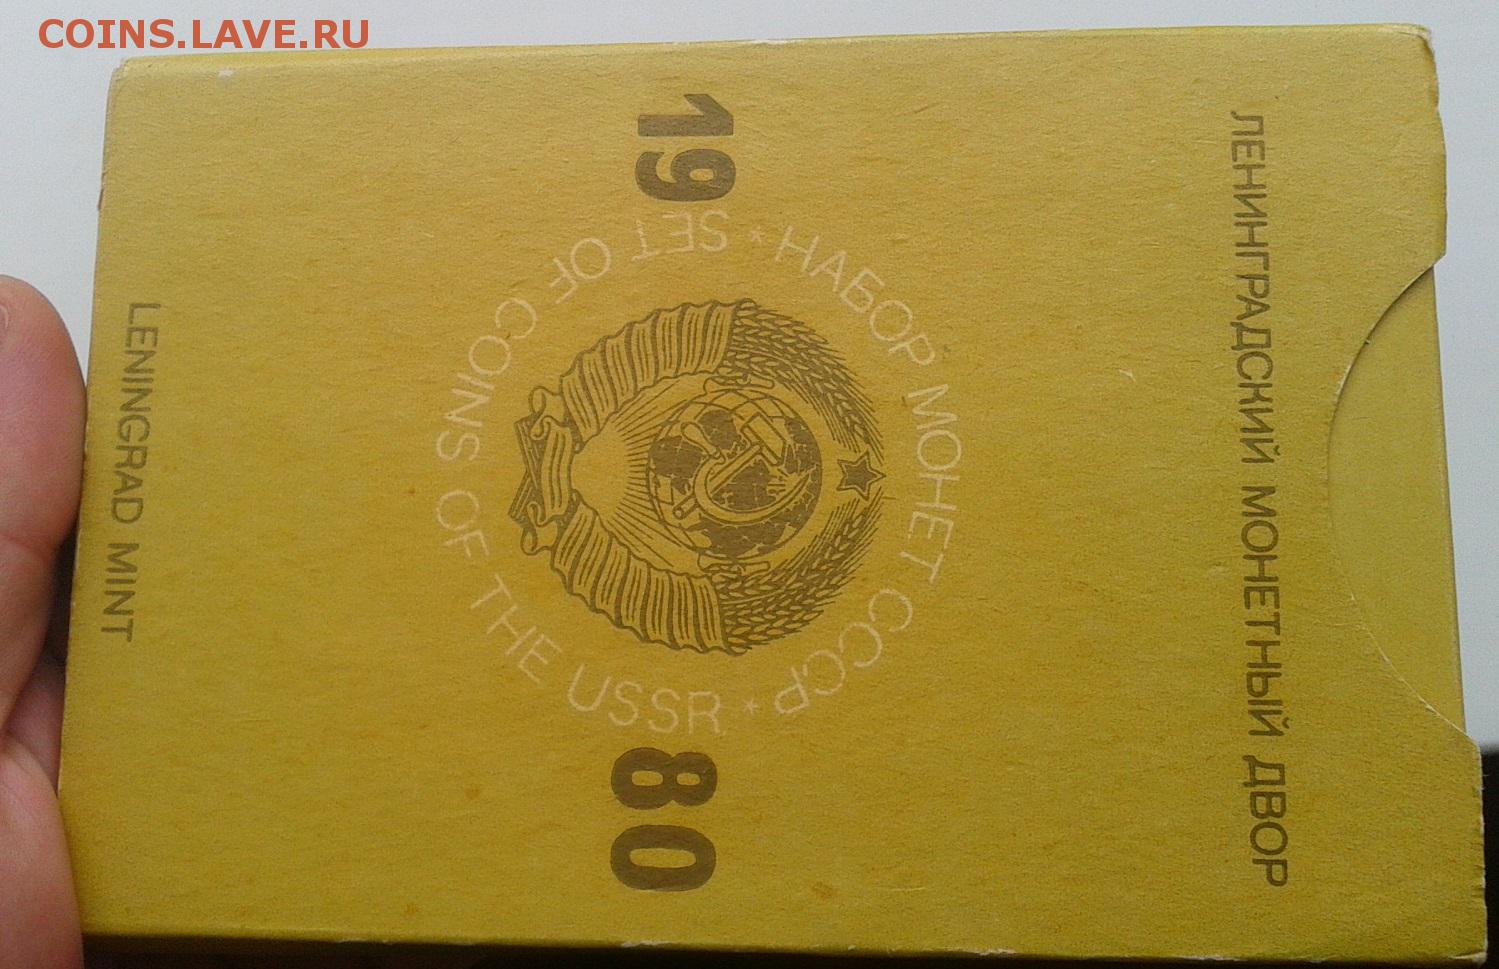 COINS.LAVE.RU
ЛЕНИНГРАДСКИЙ МОНЕТНЫЙ ДВОР
НАБОР МОНЕТ СССР
19 80
* SET OF COINS OF THE USSR *
LENINGRAD MINT